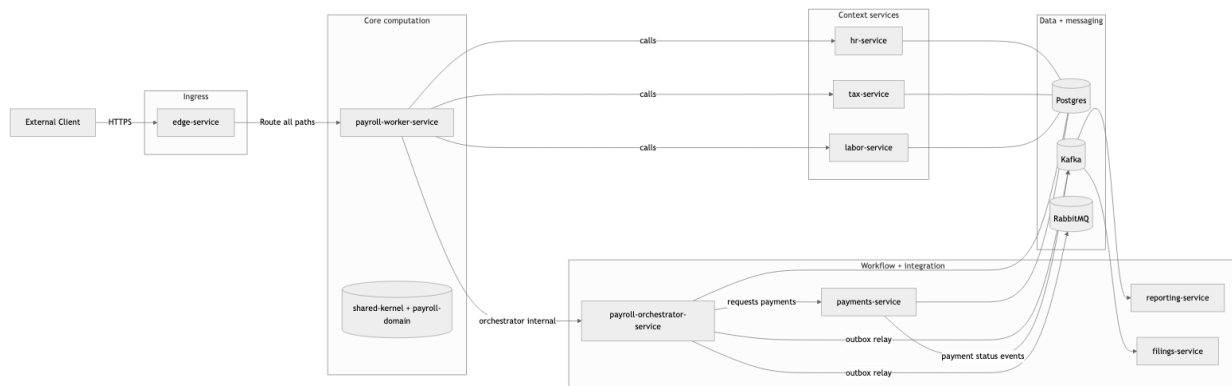 Core computation
Context services
Data + messaging
hr-service
calls
Ingress
tax-service
calls
Postgres
External Client
HTTPS
edge-service
Route all paths
payroll-worker-service
calls
labor-service
Kafka
RabbitMQ
Workflow + integration
shared-kernel + payroll-
domain
orchestrator internal
payroll-orchestrator-
service
requests payments
payments-service
reporting-service
outbox relay
payment status events
filings-service
outbox relay